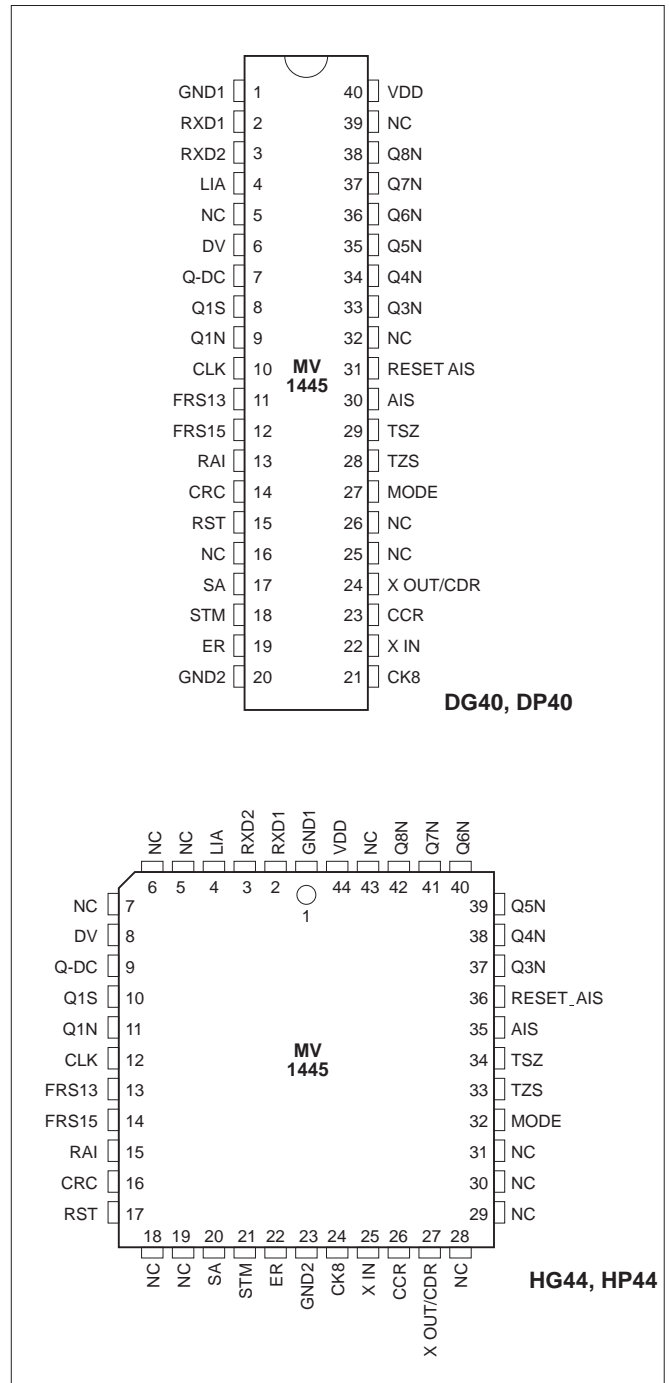 GND1 1 40 VDD
RXD1 2 39 NC
RXD2 3 38 Q8N
LIA 4 37 Q7N
NC 5 36 Q6N
DV 6 35 Q5N
Q-DC 7 34 Q4N
Q1S 8 33 Q3N
Q1N 9 32 NC
CLK 10 MV 1445 31 RESET AIS
FRS13 11 30 AIS
FRS15 12 29 TSZ
RAI 13 28 TZS
CRC 14 27 MODE
RST 15 26 NC
NC 16 25 NC
SA 17 24 X OUT/CDR
STM 18 23 CCR
ER 19 22 X IN
GND2 20 21 CK8
DG40, DP40
NC NC LIA RXD2 RXD1 GND1 VDD NC Q8N Q7N Q6N
6 5 4 3 2 1 44 43 42 41 40
NC 7 39 Q5N
DV 8 38 Q4N
Q-DC 9 37 Q3N
Q1S 10 36 RESET_AIS
Q1N 11 35 AIS
CLK 12 MV 1445 34 TSZ
FRS13 13 33 TZS
FRS15 14 32 MODE
RAI 15 31 NC
CRC 16 30 NC
RST 17 29 NC
18 19 20 21 22 23 24 25 26 27 28
NC NC SA STM ER GND2 CK8 X IN CCR X OUT/CDR NC
HG44, HP44